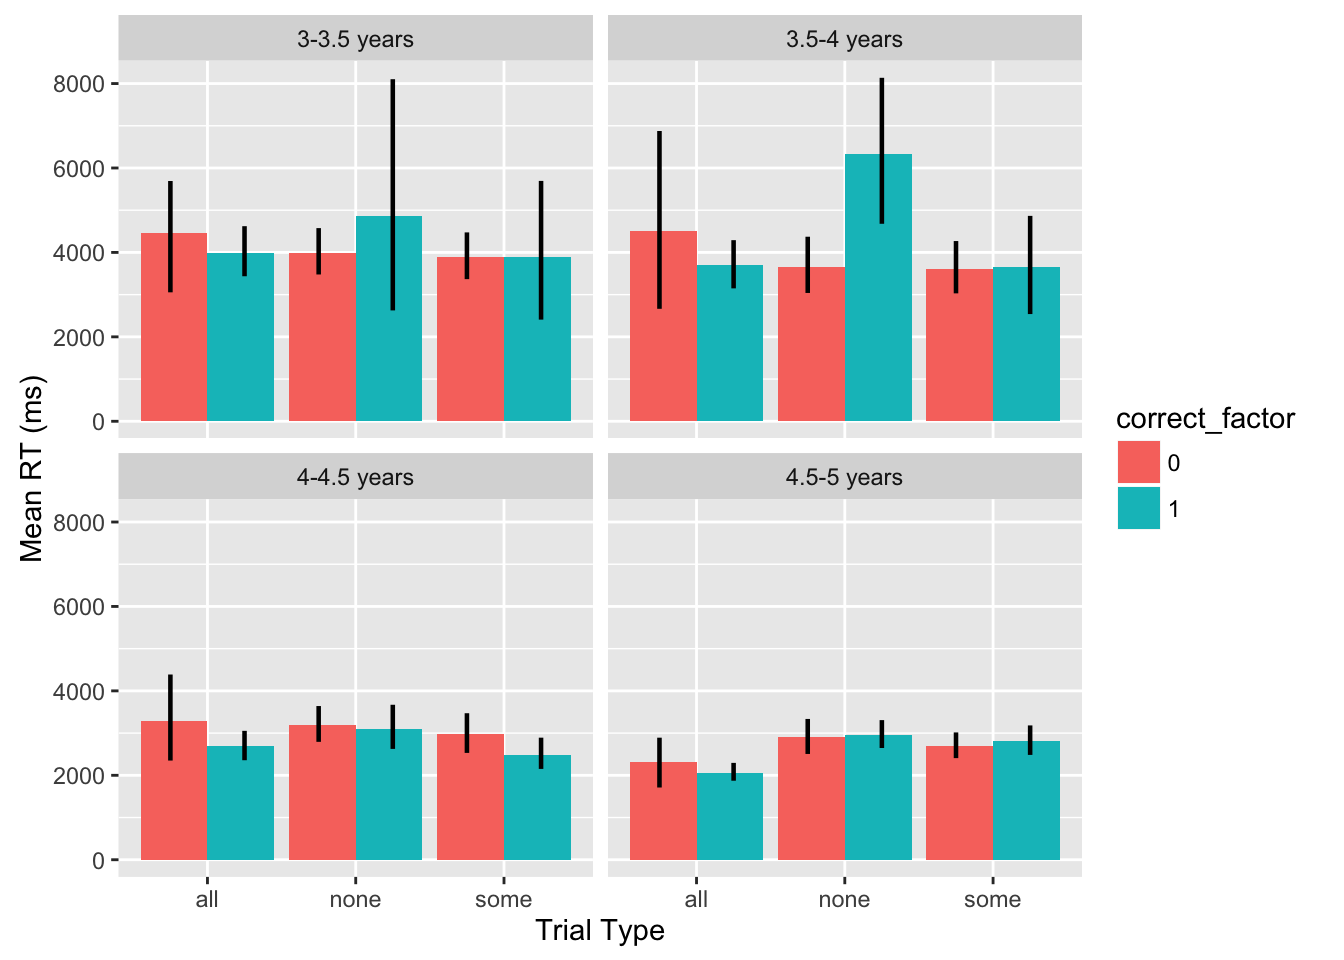 3-3.5 years
3.5-4 years
8000
6000
4000
2000
0
4-4.5 years
4.5-5 years
8000
6000
4000
2000
0
all
none
some
all
none
some
Trial Type
Mean RT (ms)
correct_factor
0
1